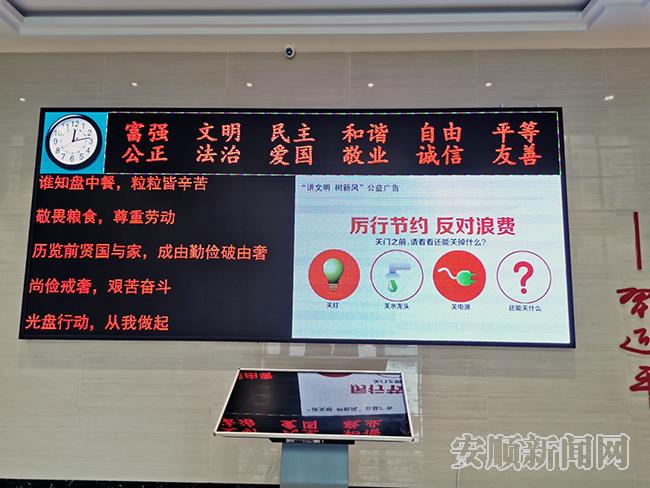 富强 文明 民主 和谐 自由 平等
公正 法治 爱国 敬业 诚信 友善
谁知盘中餐，粒粒皆辛苦
敬畏粮食，尊重劳动
历览前贤国与家，成由勤俭破由奢
尚俭戒奢，艰苦奋斗
光盘行动，从我做起
“讲文明 树新风”公益广告
厉行节约 反对浪费
关门之前，请看看还能关掉什么？
?
关灯 关水龙头 关电源 还能关什么
习近平
安顺新闻网